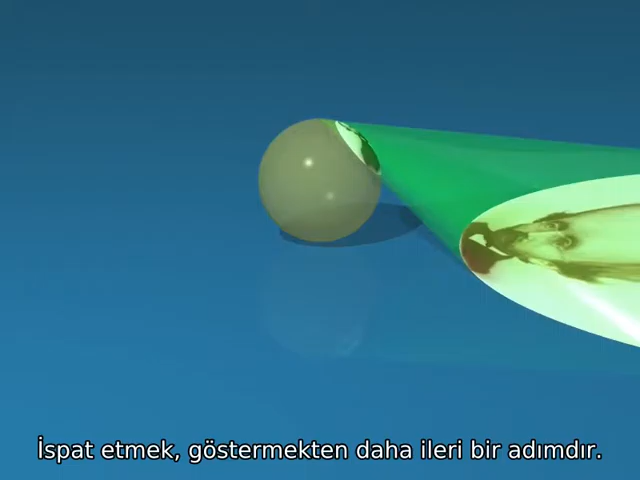 İspat etmek, göstermekten daha ileri bir adımdır.